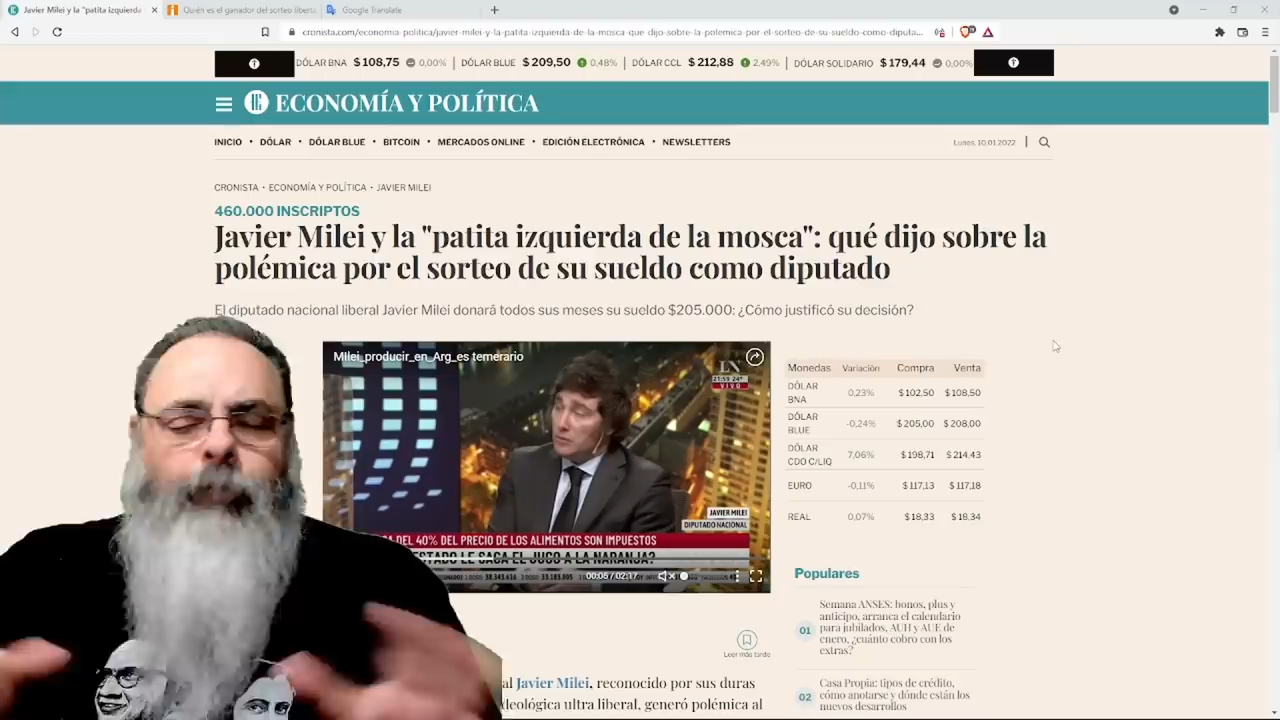 Javier Milei y la "patita izquierda
Quién es el ganador del sorteo liberta
Google Translate
cronista.com/economia-politica/javier-milei-y-la-patita-izquierda-de-la-mosca-que-dijo-sobre-la-polemica-por-el-sorteo-de-su-sueldo-como-diputa...
DÓLAR BNA $ 108,75 0,00% | DÓLAR BLUE $ 209,50 0,48% | DÓLAR CCL $ 212,88 2,49% | DÓLAR SOLIDARIO $ 179,44 0,00%
ECONOMÍA Y POLÍTICA
INICIO • DÓLAR • DÓLAR BLUE • BITCOIN • MERCADOS ONLINE • EDICIÓN ELECTRÓNICA • NEWSLETTERS
Lunes, 10.01.2022
CRONISTA • ECONOMÍA Y POLÍTICA • JAVIER MILEI
460.000 INSCRIPTOS
Javier Milei y la "patita izquierda de la mosca": qué dijo sobre la
polémica por el sorteo de su sueldo como diputado
El diputado nacional liberal Javier Milei donará todos sus meses su sueldo $205.000: ¿Cómo justificó su decisión?
MIlei_producir_en_Arg_es temerario
LN
21:59 24°
VIVO
JAVIER MILEI
DIPUTADO NACIONAL
CA DEL 40% DEL PRECIO DE LOS ALIMENTOS SON IMPUESTOS
ESTADO LE SACA EL JUGO A LA NARANJA?
00:06 / 02:17
Leer más tarde
al Javier Milei, reconocido por sus duras
deológica ultra liberal, generó polémica al
Monedas Variación Compra Venta
DÓLAR
BNA 0,23% $ 102,50 $ 108,50
DÓLAR
BLUE -0,24% $ 205,00 $ 208,00
DÓLAR
CDO C/LIQ 7,06% $ 198,71 $ 214,43
EURO -0,11% $ 117,13 $ 117,18
REAL 0,07% $ 18,33 $ 18,34
Populares
01
Semana ANSES: bonos, plus y
anticipo, arranca el calendario
para jubilados, AUH y AUE de
enero, ¿cuánto cobro con los
extras?
02
Casa Propia: tipos de crédito,
cómo anotarse y dónde están los
nuevos desarrollos